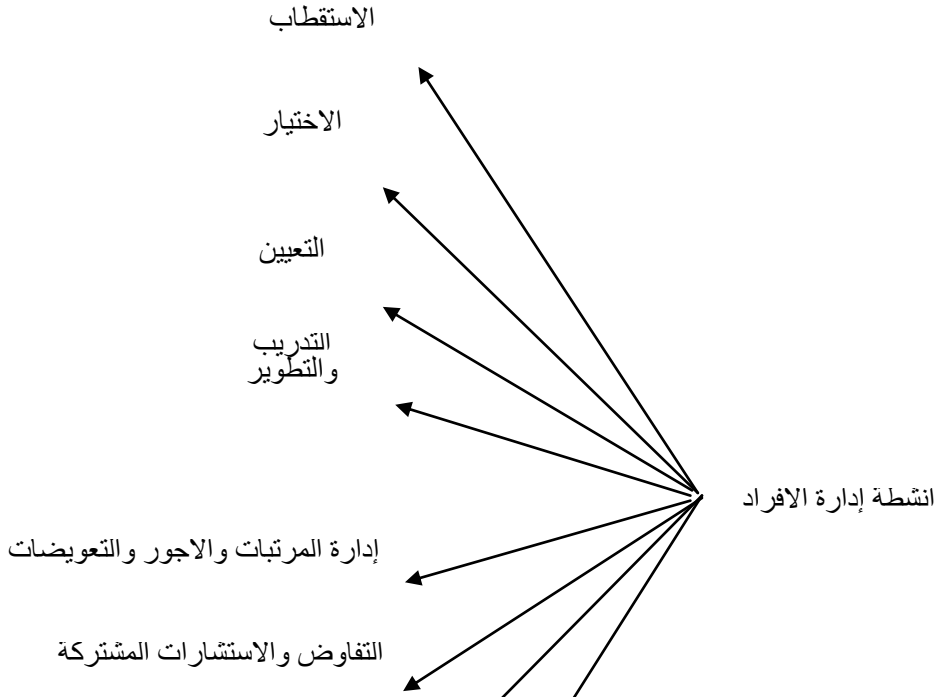 الاستقطاب
الاختيار
التعيين
التدريب
والتطوير
انشطة إدارة الافراد
إدارة المرتبات والاجور والتعويضات
التفاوض والاستشارات المشتركة